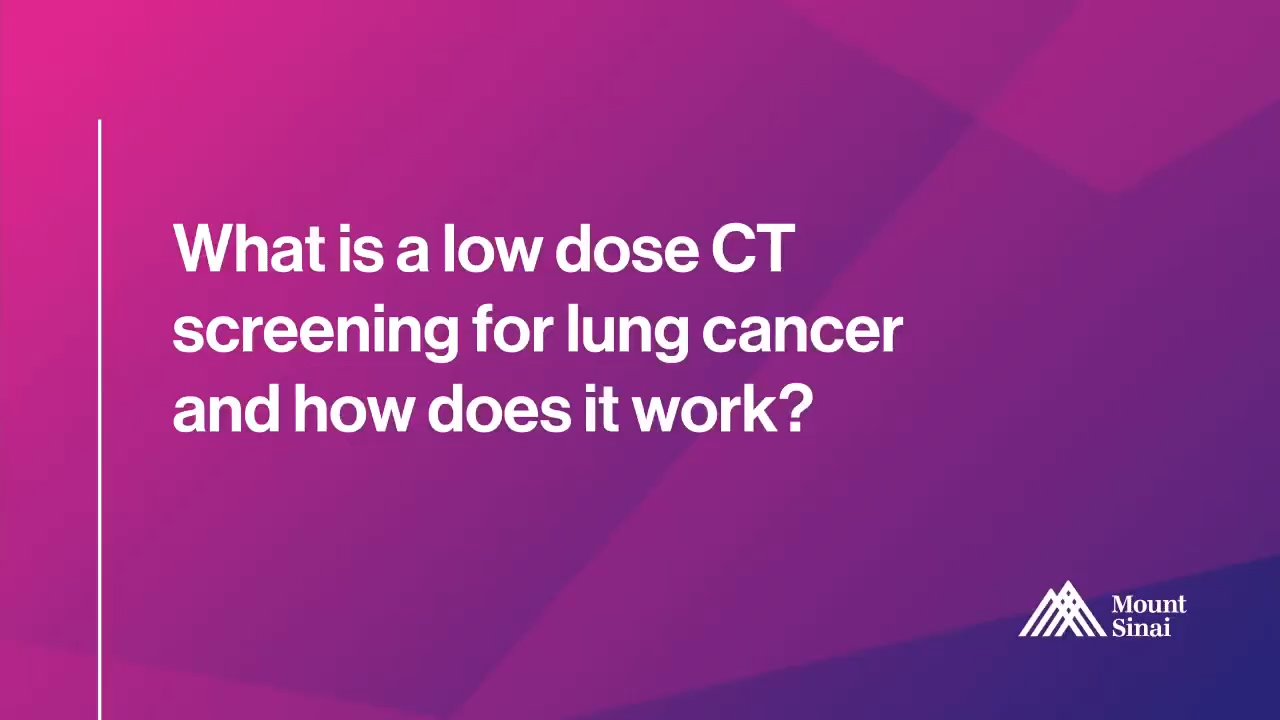 What is a low dose CT
screening for lung cancer
and how does it work?
Mount
Sinai